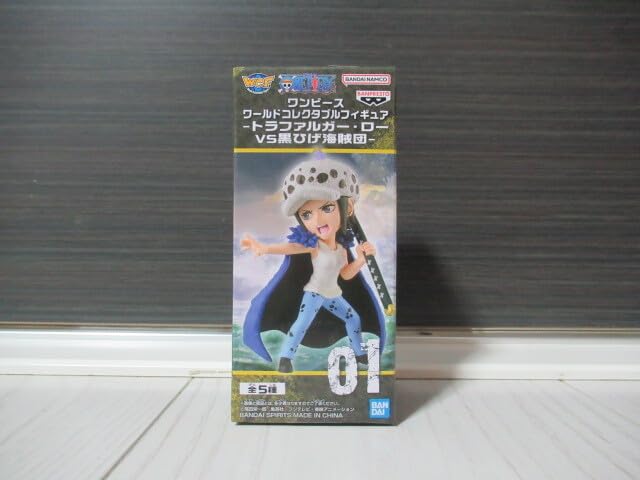 WCF
ONE PIECE
BANDAI NAMCO
BANPRESTO
ワンピース
ワールドコレクタブルフィギュア
-トラファルガー・ロー
VS黒ひげ海賊団-
01
全5種
BANDAI
BANDAI SPIRITS MADE IN CHINA